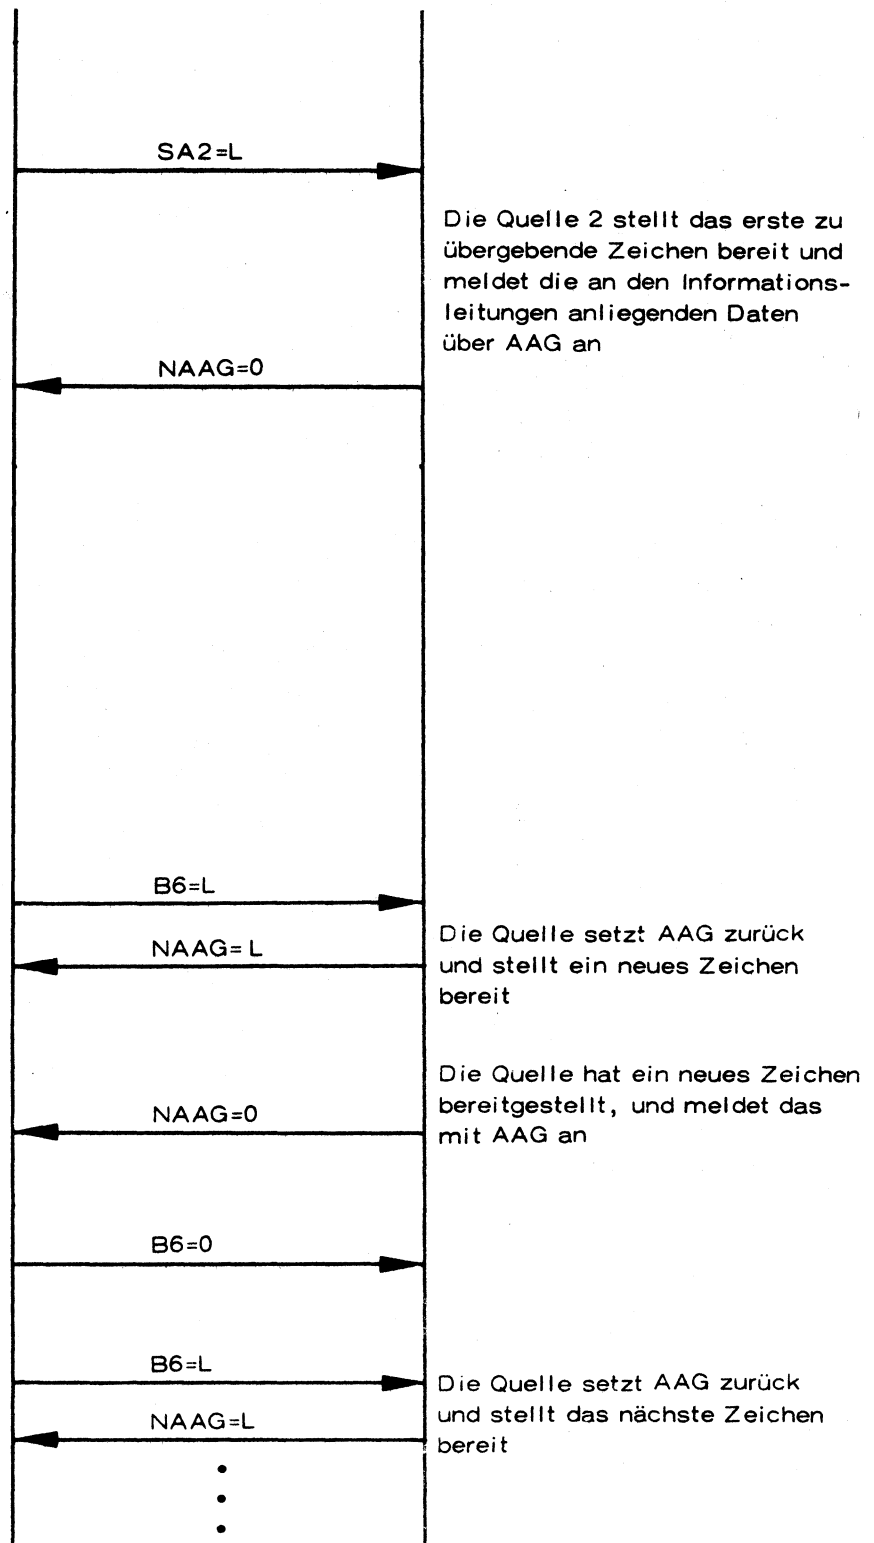 SA2=L
Die Quelle 2 stellt das erste zu
übergebende Zeichen bereit und
meldet die an den Informations-
leitungen anliegenden Daten
über AAG an
NAAG=0
B6=L
Die Quelle setzt AAG zurück
und stellt ein neues Zeichen
bereit
NAAG=L
Die Quelle hat ein neues Zeichen
bereitgestellt, und meldet das
mit AAG an
NAAG=0
B6=0
B6=L
Die Quelle setzt AAG zurück
und stellt das nächste Zeichen
bereit
NAAG=L